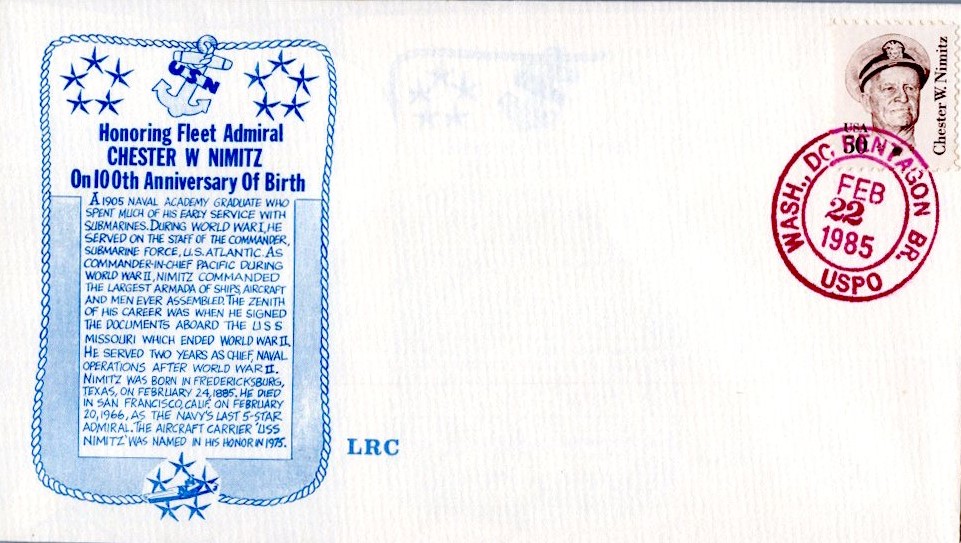 USN
Honoring Fleet Admiral
CHESTER W NIMITZ
On 100th Anniversary Of Birth
A 1905 NAVAL ACADEMY GRADUATE WHO
SPENT MUCH OF HIS EARLY SERVICE WITH
SUBMARINES. DURING WORLD WAR I, HE
SERVED ON THE STAFF OF THE COMMANDER,
SUBMARINE FORCE, U.S. ATLANTIC. AS
COMMANDER-IN-CHIEF PACIFIC DURING
WORLD WAR II, NIMITZ COMMANDED
THE LARGEST ARMADA OF SHIPS, AIRCRAFT
AND MEN EVER ASSEMBLED. THE ZENITH
OF HIS CAREER WAS WHEN HE SIGNED
THE DOCUMENTS ABOARD THE U S S
MISSOURI WHICH ENDED WORLD WAR II.
HE SERVED TWO YEARS AS CHIEF, NAVAL
OPERATIONS AFTER WORLD WAR II.
NIMITZ WAS BORN IN FREDERICKSBURG,
TEXAS, ON FEBRUARY 24, 1885. HE DIED
IN SAN FRANCISCO, CALIF. ON FEBRUARY
20, 1966, AS THE NAVY'S LAST 5-STAR
ADMIRAL. THE AIRCRAFT CARRIER 'USS
NIMITZ' WAS NAMED IN HIS HONOR IN 1975.
LRC
Chester W. Nimitz
USA
50
WASH., DC PENTAGON BR.
FEB
22
1985
USPO